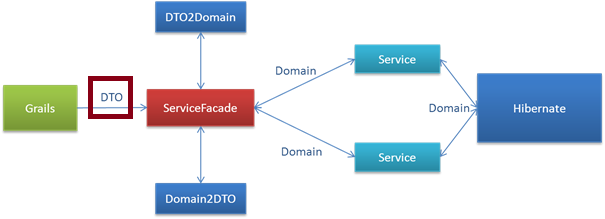 DTO2Domain
Domain
Service
Grails
DTO
ServiceFacade
Domain
Hibernate
Domain
Service
Domain2DTO